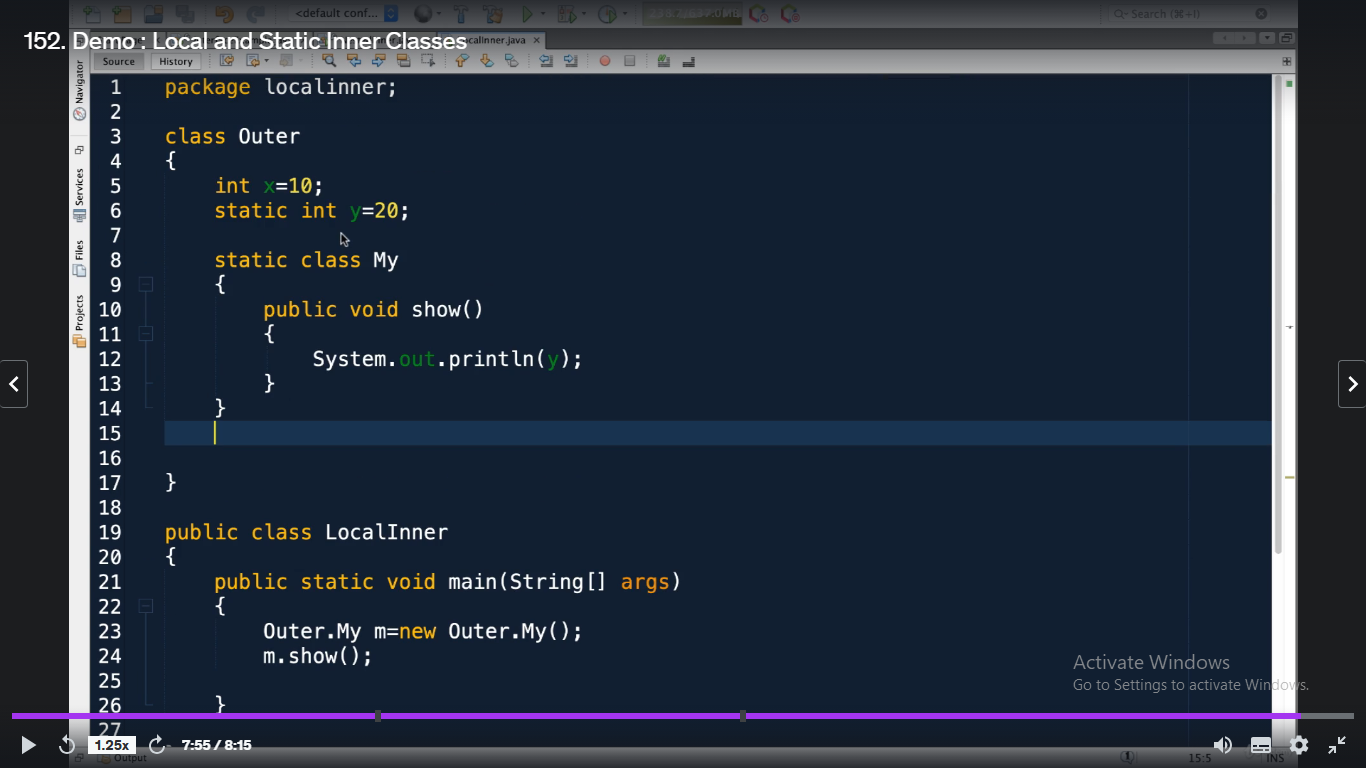 <default conf...
Search (⌘+I)
152. Demo : Local and Static Inner Classes
Source
History
Navigator
Services
Files
Projects
1 package localinner;
2
3 class Outer
4 {
5 int x=10;
6 static int y=20;
7
8 static class My
9 {
10 public void show()
11 {
12 System.out.println(y);
13 }
14 }
15
16
17 }
18
19 public class LocalInner
20 {
21 public static void main(String[] args)
22 {
23 Outer.My m=new Outer.My();
24 m.show();
25
26 }
27
Activate Windows
Go to Settings to activate Windows.
1.25x
7:55 / 8:15
Output
15:5
INS